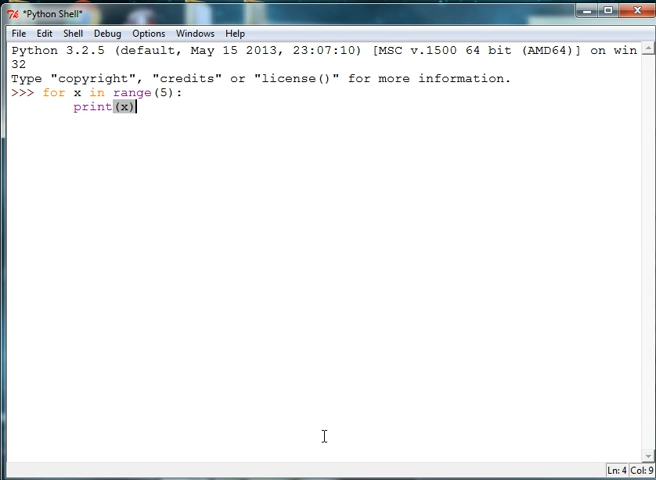 *Python Shell*
File Edit Shell Debug Options Windows Help
Python 3.2.5 (default, May 15 2013, 23:07:10) [MSC v.1500 64 bit (AMD64)] on win
32
Type "copyright", "credits" or "license()" for more information.
>>> for x in range(5):
        print(x)
Ln: 4 Col: 9